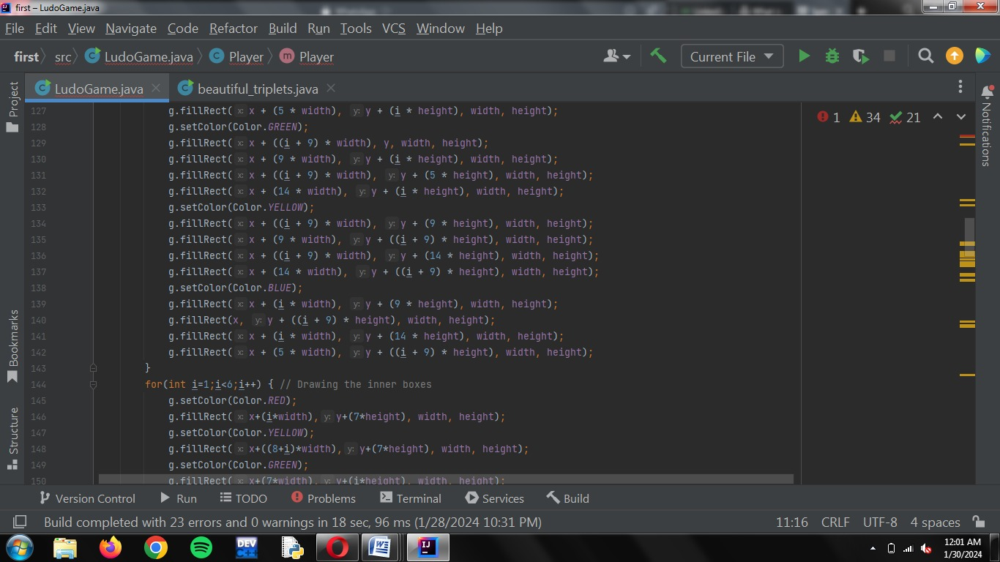 first – LudoGame.java
File Edit View Navigate Code Refactor Build Run Tools VCS Window Help
first src LudoGame.java Player Player Current File
LudoGame.java beautiful_triplets.java
Project
Bookmarks
Structure
Notifications
1 34 21
127 g.fillRect( x: x + (5 * width), y: y + (i * height), width, height);
128 g.setColor(Color.GREEN);
129 g.fillRect( x: x + ((i + 9) * width), y, width, height);
130 g.fillRect( x: x + (9 * width), y: y + (i * height), width, height);
131 g.fillRect( x: x + ((i + 9) * width), y: y + (5 * height), width, height);
132 g.fillRect( x: x + (14 * width), y: y + (i * height), width, height);
133 g.setColor(Color.YELLOW);
134 g.fillRect( x: x + ((i + 9) * width), y: y + (9 * height), width, height);
135 g.fillRect( x: x + (9 * width), y: y + ((i + 9) * height), width, height);
136 g.fillRect( x: x + ((i + 9) * width), y: y + (14 * height), width, height);
137 g.fillRect( x: x + (14 * width), y: y + ((i + 9) * height), width, height);
138 g.setColor(Color.BLUE);
139 g.fillRect( x: x + (i * width), y: y + (9 * height), width, height);
140 g.fillRect(x, y: y + ((i + 9) * height), width, height);
141 g.fillRect( x: x + (i * width), y: y + (14 * height), width, height);
142 g.fillRect( x: x + (5 * width), y: y + ((i + 9) * height), width, height);
143 }
144 for(int i=1;i<6;i++) { // Drawing the inner boxes
145 g.setColor(Color.RED);
146 g.fillRect( x: x+(i*width), y: y+(7*height), width, height);
147 g.setColor(Color.YELLOW);
148 g.fillRect( x: x+((8+i)*width), y: y+(7*height), width, height);
149 g.setColor(Color.GREEN);
150 g.fillRect( x: x+(7*width), y: y+(i*height), width, height);
Version Control Run TODO Problems Terminal Services Build
Build completed with 23 errors and 0 warnings in 18 sec, 96 ms (1/28/2024 10:31 PM) 11:16 CRLF UTF-8 4 spaces
DEV C++ W IJ
12:01 AM
1/30/2024